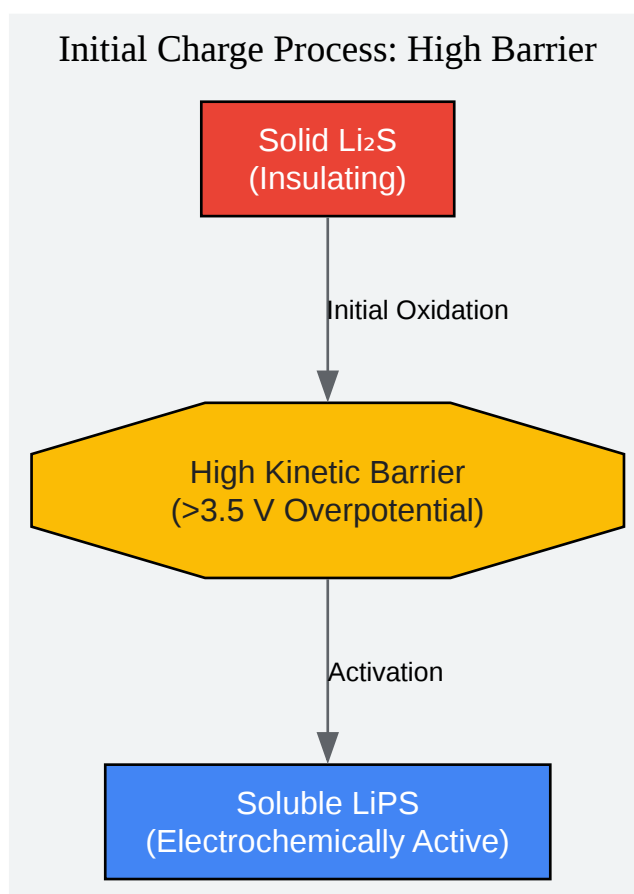 Initial Charge Process: High Barrier
Solid Li₂S
(Insulating)
Initial Oxidation
High Kinetic Barrier
(>3.5 V Overpotential)
Activation
Soluble LiPS
(Electrochemically Active)